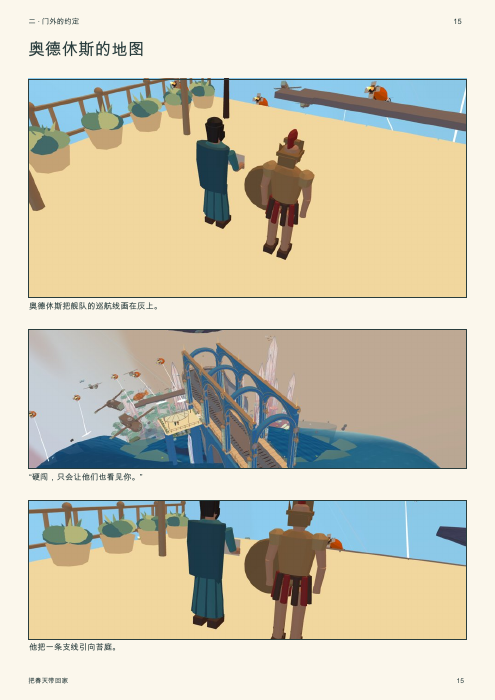 二 · 门外的约定
15
奥德休斯的地图
奥德休斯把舰队的巡航线画在灰上。
“硬闯，只会让他们也看见你。”
他把一条支线引向苔庭。
把春天带回家
15